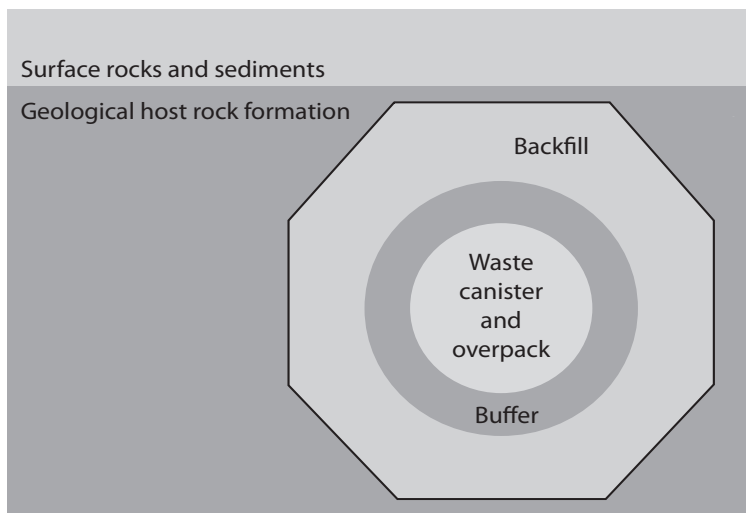 Surface rocks and sediments
Geological host rock formation
Backfill
Waste
canister
and
overpack
Buffer